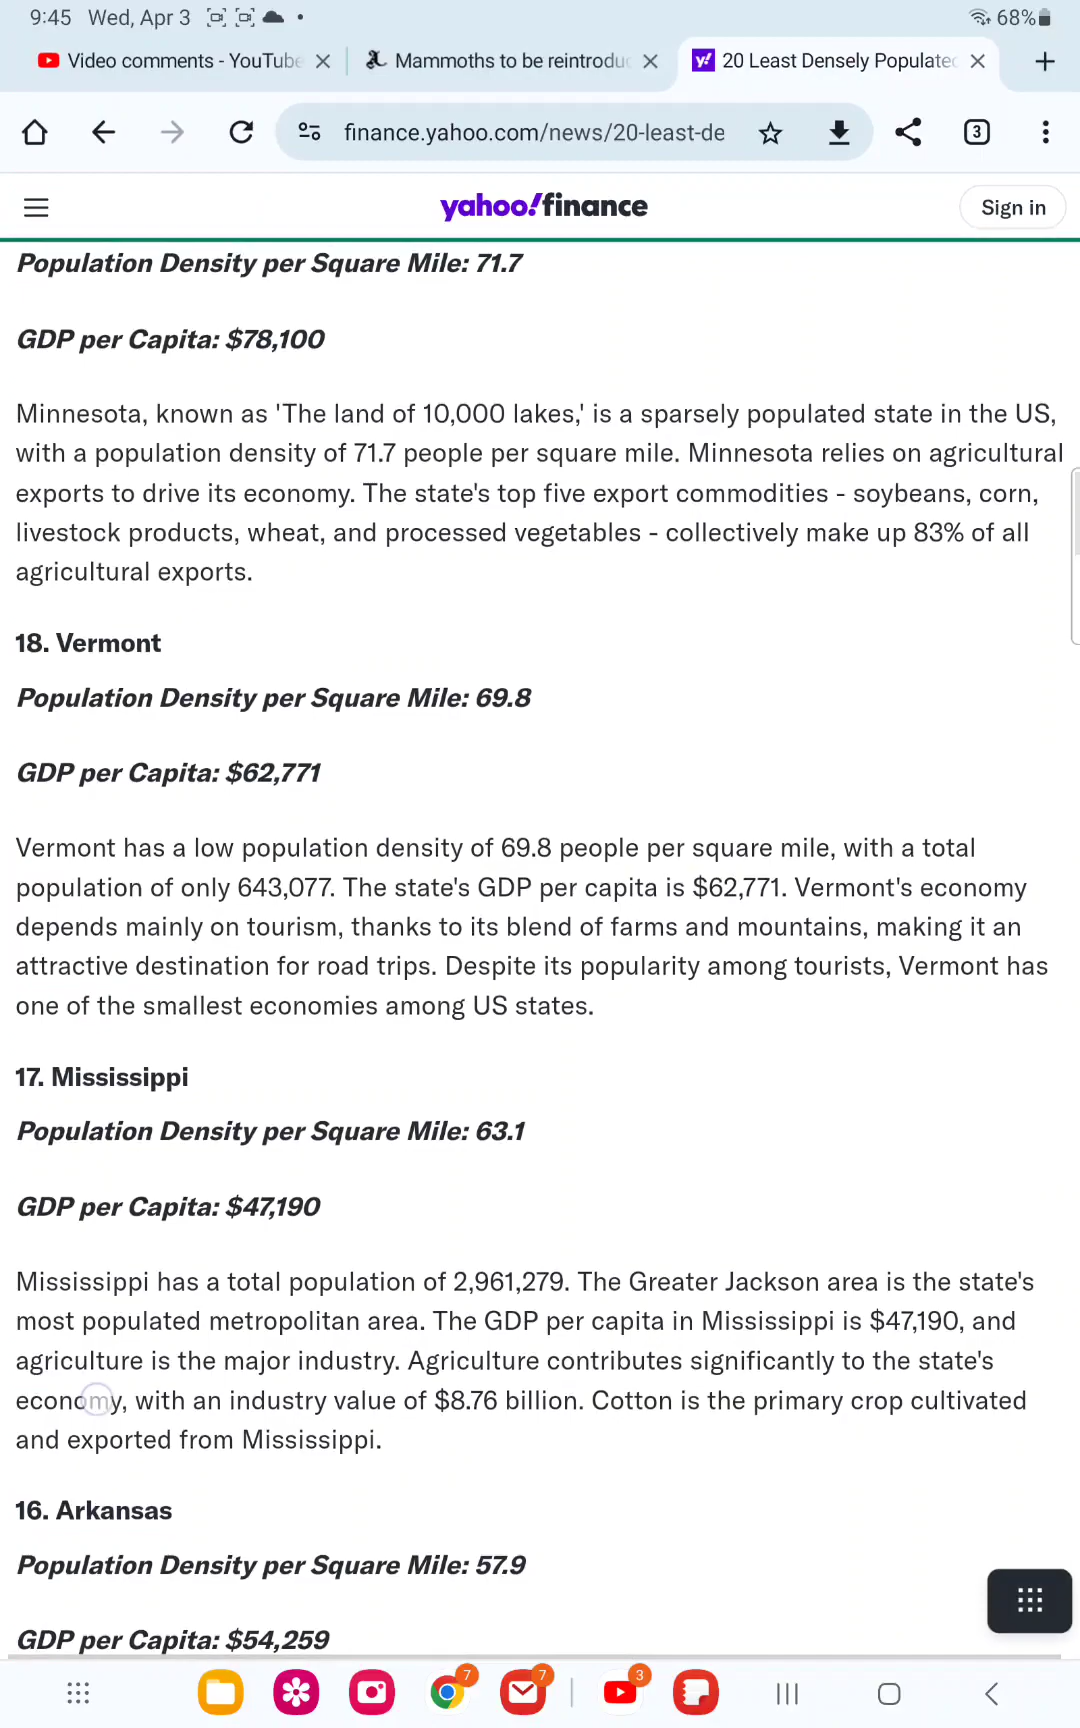 9:45 Wed, Apr 3 68%
Video comments - YouTube Mammoths to be reintroduc 20 Least Densely Populated
finance.yahoo.com/news/20-least-de 3
yahoo!finance Sign in
Population Density per Square Mile: 71.7
GDP per Capita: $78,100
Minnesota, known as 'The land of 10,000 lakes,' is a sparsely populated state in the US,
with a population density of 71.7 people per square mile. Minnesota relies on agricultural
exports to drive its economy. The state's top five export commodities - soybeans, corn,
livestock products, wheat, and processed vegetables - collectively make up 83% of all
agricultural exports.
18. Vermont
Population Density per Square Mile: 69.8
GDP per Capita: $62,771
Vermont has a low population density of 69.8 people per square mile, with a total
population of only 643,077. The state's GDP per capita is $62,771. Vermont's economy
depends mainly on tourism, thanks to its blend of farms and mountains, making it an
attractive destination for road trips. Despite its popularity among tourists, Vermont has
one of the smallest economies among US states.
17. Mississippi
Population Density per Square Mile: 63.1
GDP per Capita: $47,190
Mississippi has a total population of 2,961,279. The Greater Jackson area is the state's
most populated metropolitan area. The GDP per capita in Mississippi is $47,190, and
agriculture is the major industry. Agriculture contributes significantly to the state's
economy, with an industry value of $8.76 billion. Cotton is the primary crop cultivated
and exported from Mississippi.
16. Arkansas
Population Density per Square Mile: 57.9
GDP per Capita: $54,259
7 7 3